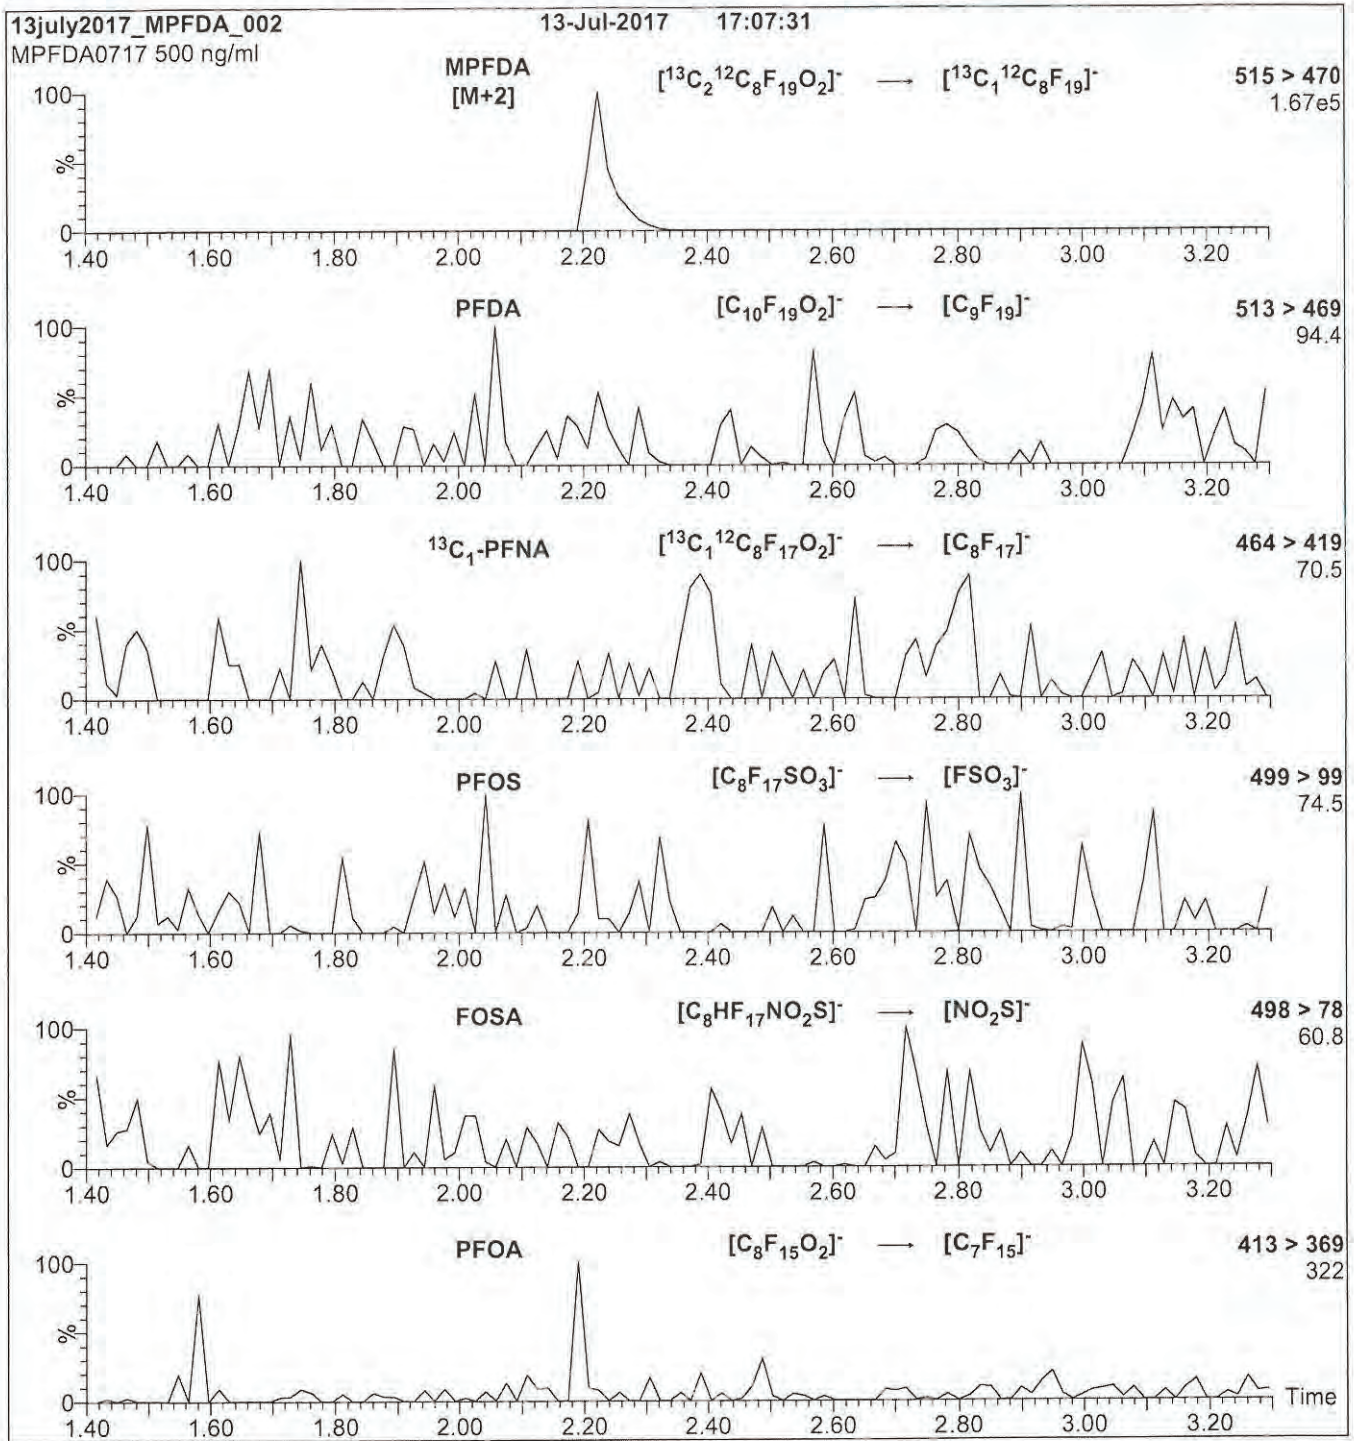 13july2017_MPFDA_002 13-Jul-2017 17:07:31
MPFDA0717 500 ng/ml
MPFDA [¹³C₂¹²C₈F₁₉O₂]⁻ → [¹³C₁¹²C₈F₁₉]⁻ 515 > 470
[M+2] 1.67e5
100
%
0
1.40 1.60 1.80 2.00 2.20 2.40 2.60 2.80 3.00 3.20
PFDA [C₁₀F₁₉O₂]⁻ → [C₉F₁₉]⁻ 513 > 469
94.4
100
%
0
1.40 1.60 1.80 2.00 2.20 2.40 2.60 2.80 3.00 3.20
¹³C₁-PFNA [¹³C₁¹²C₈F₁₇O₂]⁻ → [C₈F₁₇]⁻ 464 > 419
70.5
100
%
0
1.40 1.60 1.80 2.00 2.20 2.40 2.60 2.80 3.00 3.20
PFOS [C₈F₁₇SO₃]⁻ → [FSO₃]⁻ 499 > 99
74.5
100
%
0
1.40 1.60 1.80 2.00 2.20 2.40 2.60 2.80 3.00 3.20
FOSA [C₈HF₁₇NO₂S]⁻ → [NO₂S]⁻ 498 > 78
60.8
100
%
0
1.40 1.60 1.80 2.00 2.20 2.40 2.60 2.80 3.00 3.20
PFOA [C₈F₁₅O₂]⁻ → [C₇F₁₅]⁻ 413 > 369
322
100
%
0 Time
1.40 1.60 1.80 2.00 2.20 2.40 2.60 2.80 3.00 3.20